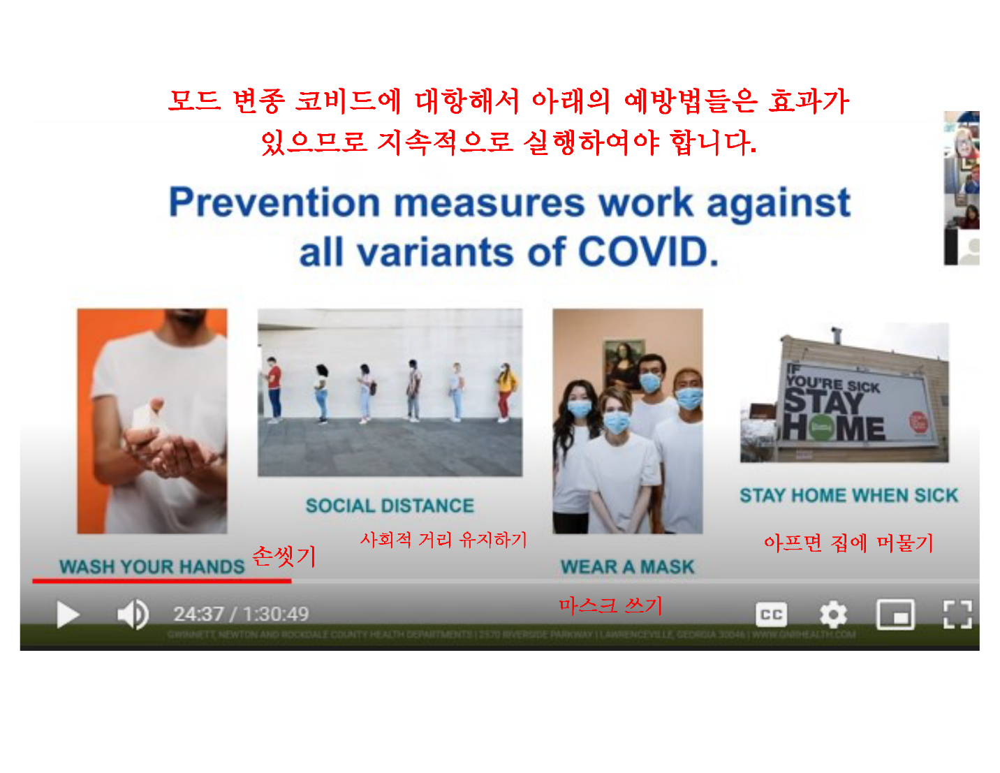 모드 변종 코비드에 대항해서 아래의 예방법들은 효과가
있으므로 지속적으로 실행하여야 합니다.
Prevention measures work against
all variants of COVID.
IF
YOU'RE SICK
STAY
HOME
SOCIAL DISTANCE
사회적 거리 유지하기
STAY HOME WHEN SICK
아프면 집에 머물기
WASH YOUR HANDS
손씻기
WEAR A MASK
마스크 쓰기
24:37 / 1:30:49
CC
GWINNETT, NEWTON AND ROCKDALE COUNTY HEALTH DEPARTMENTS | 2570 RIVERSIDE PARKWAY | LAWRENCEVILLE, GEORGIA 30046 | WWW.GNRHEALTH.COM